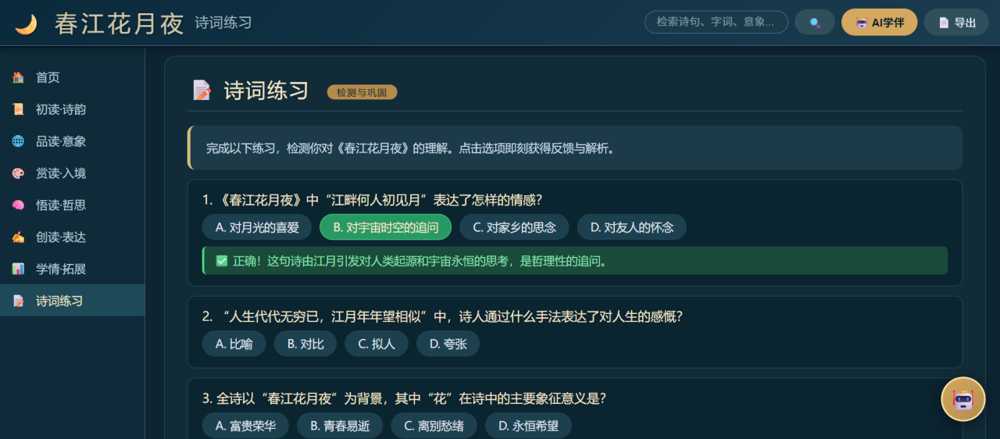 春江花月夜 诗词练习 检索诗句、字词、意象... AI学伴 导出
首页
初读·诗韵
品读·意象
赏读·入境
悟读·哲思
创读·表达
学情·拓展
诗词练习
诗词练习 检测与巩固
完成以下练习，检测你对《春江花月夜》的理解。点击选项即刻获得反馈与解析。
1. 《春江花月夜》中“江畔何人初见月”表达了怎样的情感？
A. 对月光的喜爱 B. 对宇宙时空的追问 C. 对家乡的思念 D. 对友人的怀念
正确！这句诗由江月引发对人类起源和宇宙永恒的思考，是哲理性的追问。
2. “人生代代无穷已，江月年年望相似”中，诗人通过什么手法表达了对人生的感慨？
A. 比喻 B. 对比 C. 拟人 D. 夸张
3. 全诗以“春江花月夜”为背景，其中“花”在诗中的主要象征意义是？
A. 富贵荣华 B. 青春易逝 C. 离别愁绪 D. 永恒希望